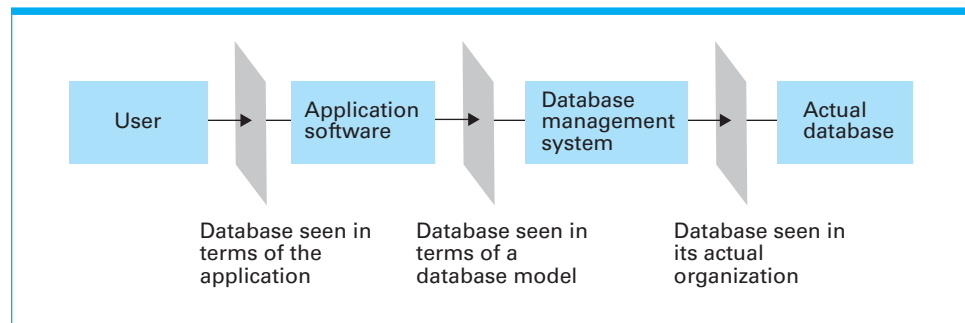 User
Application
software
Database
management
system
Actual
database
Database seen in
terms of the
application
Database seen in
terms of a
database model
Database seen in
its actual
organization